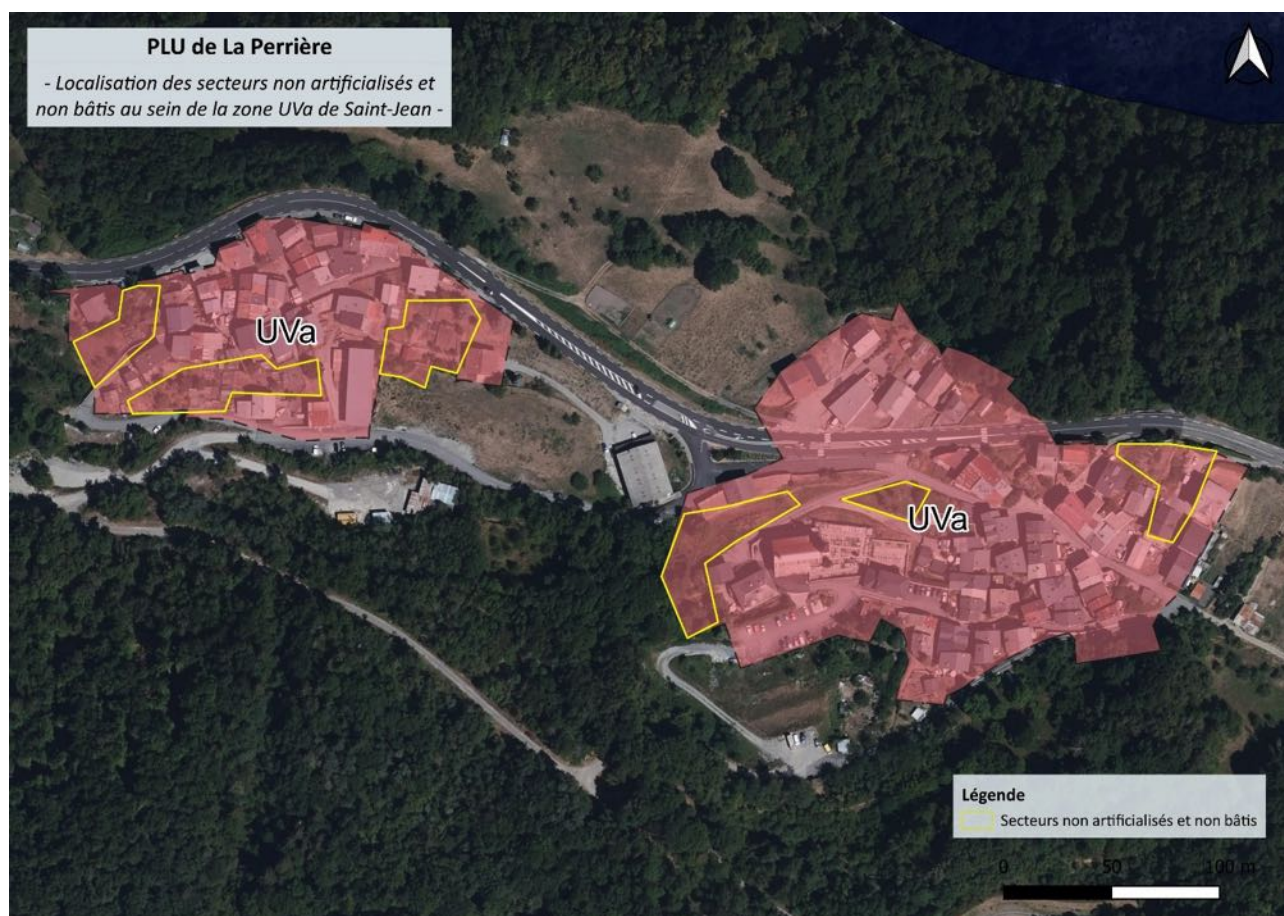 PLU de La Perrière
- Localisation des secteurs non artificialisés et
non bâtis au sein de la zone UVa de Saint-Jean -
UVa
UVa
Légende
Secteurs non artificialisés et non bâtis
0 50 100 m